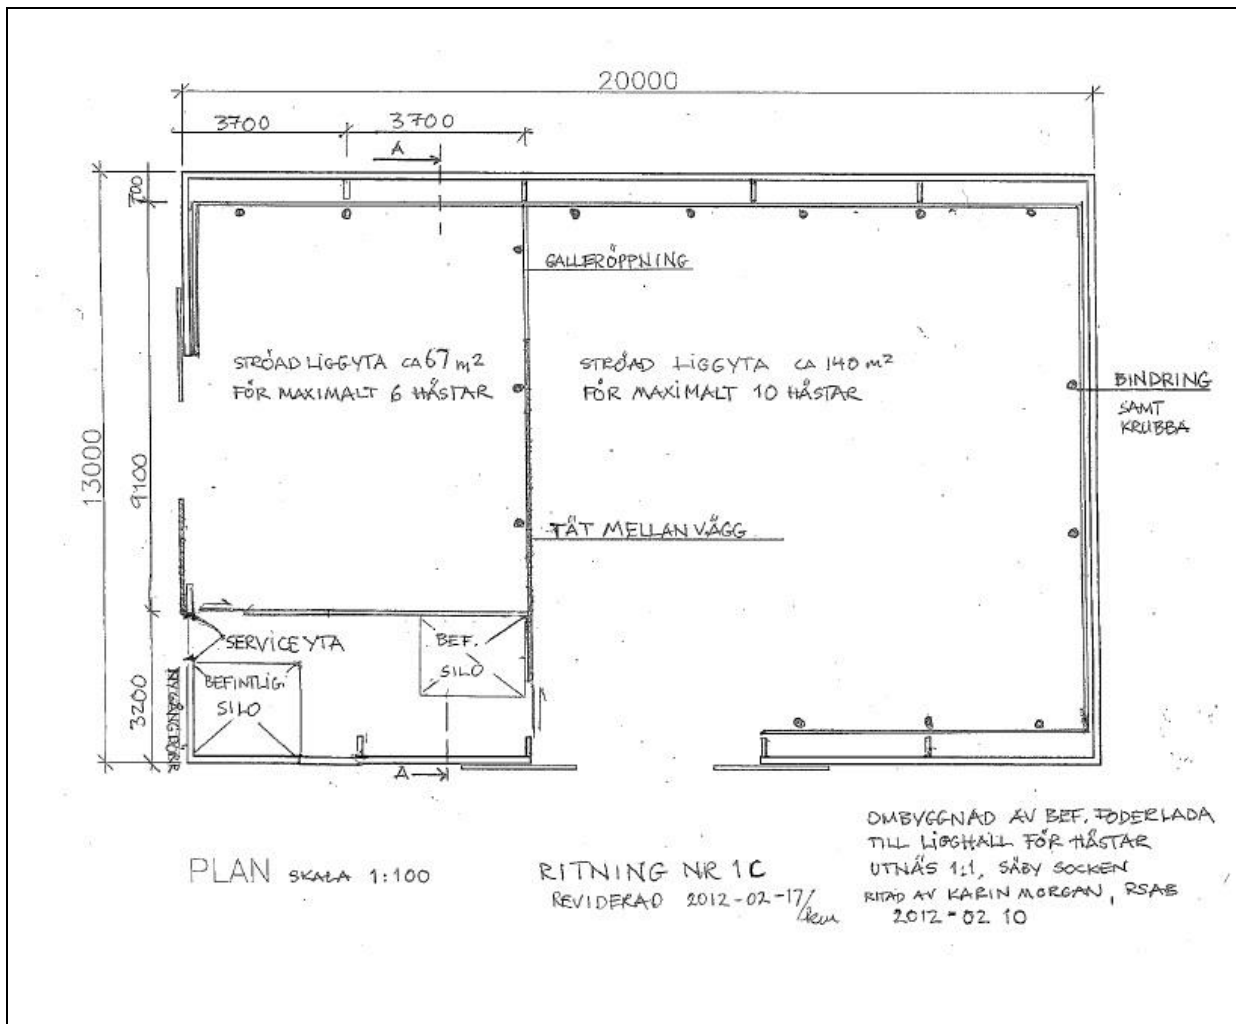 20000
3700
3700
A
700
GALLERÖPPNING
STRÖAD LIGGYTA CA 67 m2
FÖR MAXIMALT 6 HÄSTAR
STRÖAD LIGGYTA CA 140 m2
FÖR MAXIMALT 10 HÄSTAR
BINDRING
SAMT
KRUBBA
13000
9100
TÄT MELLANVÄGG
SERVICEYTA
BEF.
SILO
BEFINTLIG
SILO
3200
NY GÅNGDÖRR
A
PLAN SKALA 1:100
RITNING NR 1C
REVIDERAD 2012-02-17/km
OMBYGGNAD AV BEF. FODERLADA
TILL LIGGHALL FÖR HÄSTAR
UTNÄS 1:1, SÄBY SOCKEN
RITAD AV KARIN MORGAN, RSAB
2012-02 10